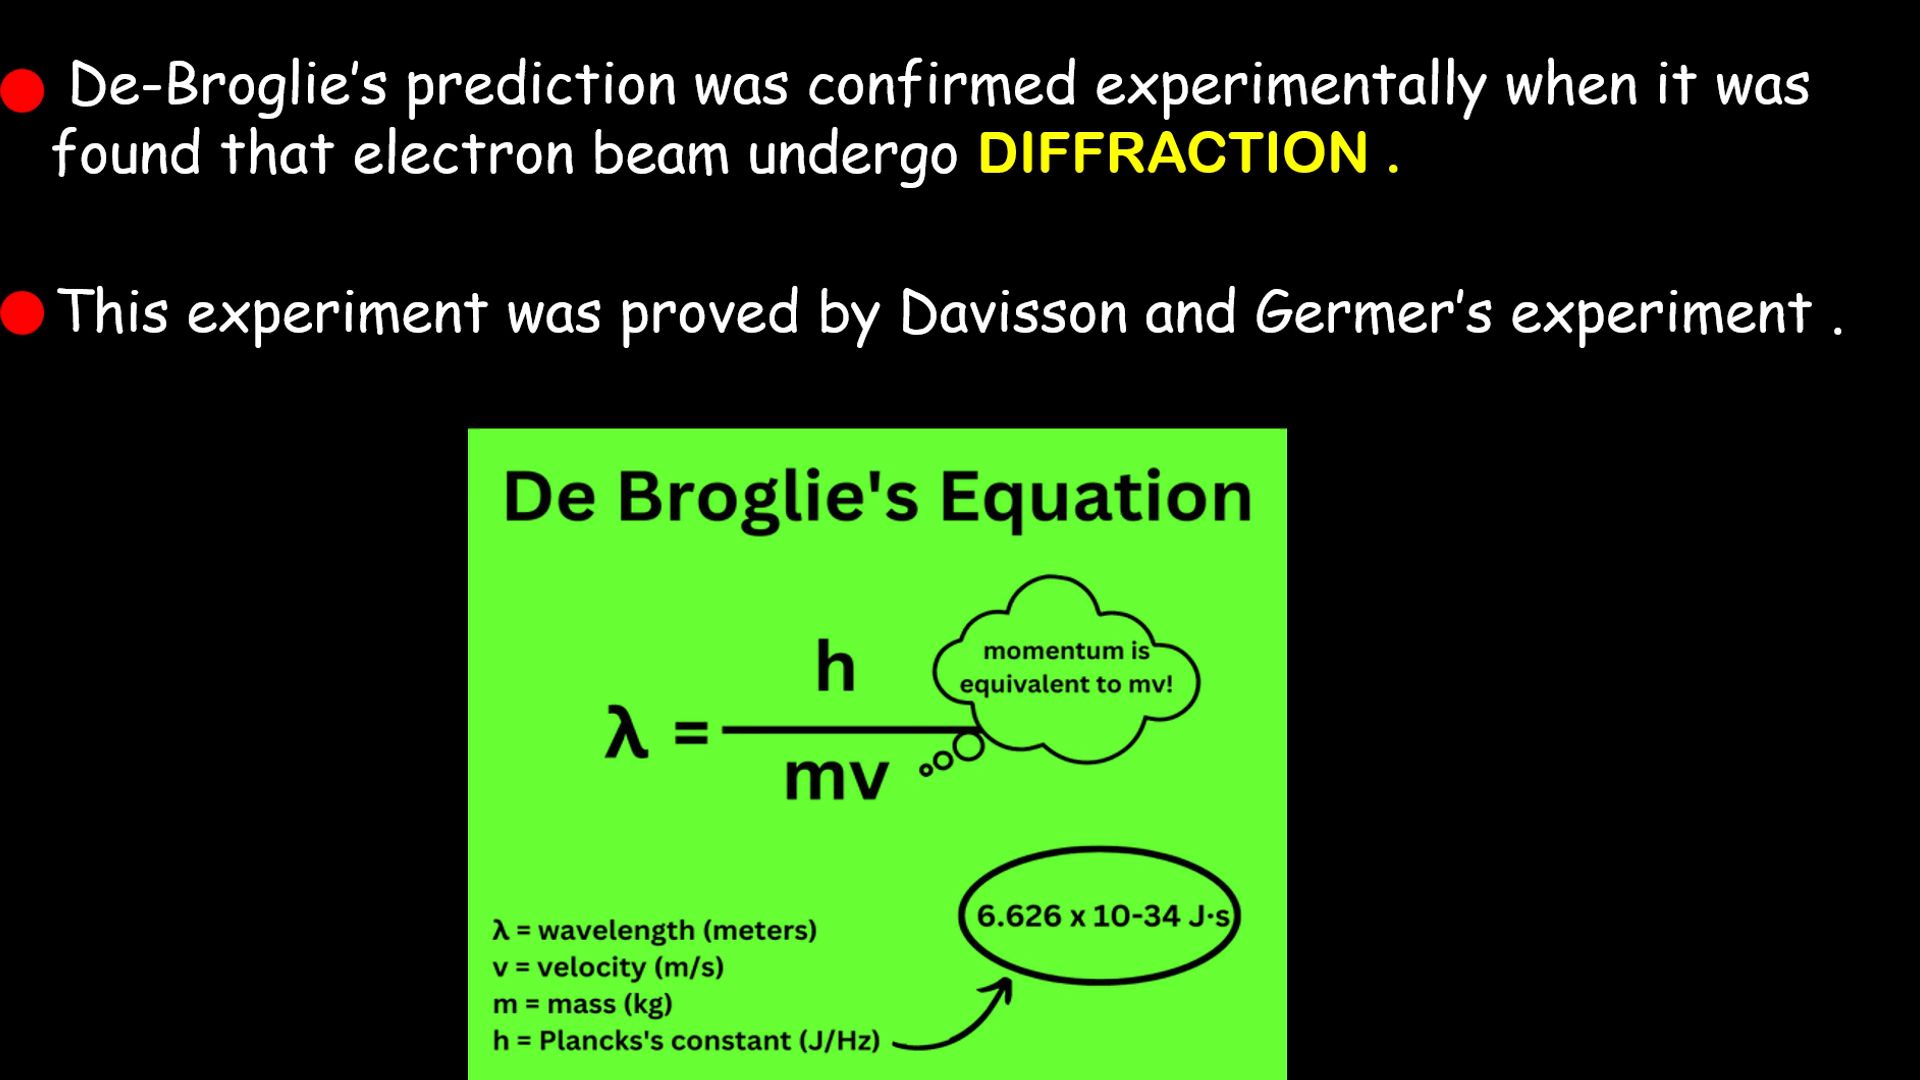 De-Broglie's prediction was confirmed experimentally when it was
found that electron beam undergo DIFFRACTION .
This experiment was proved by Davisson and Germer's experiment .
De Broglie's Equation
h
momentum is
equivalent to mv!
λ =
mv
6.626 x 10-34 J·s
λ = wavelength (meters)
v = velocity (m/s)
m = mass (kg)
h = Plancks's constant (J/Hz)